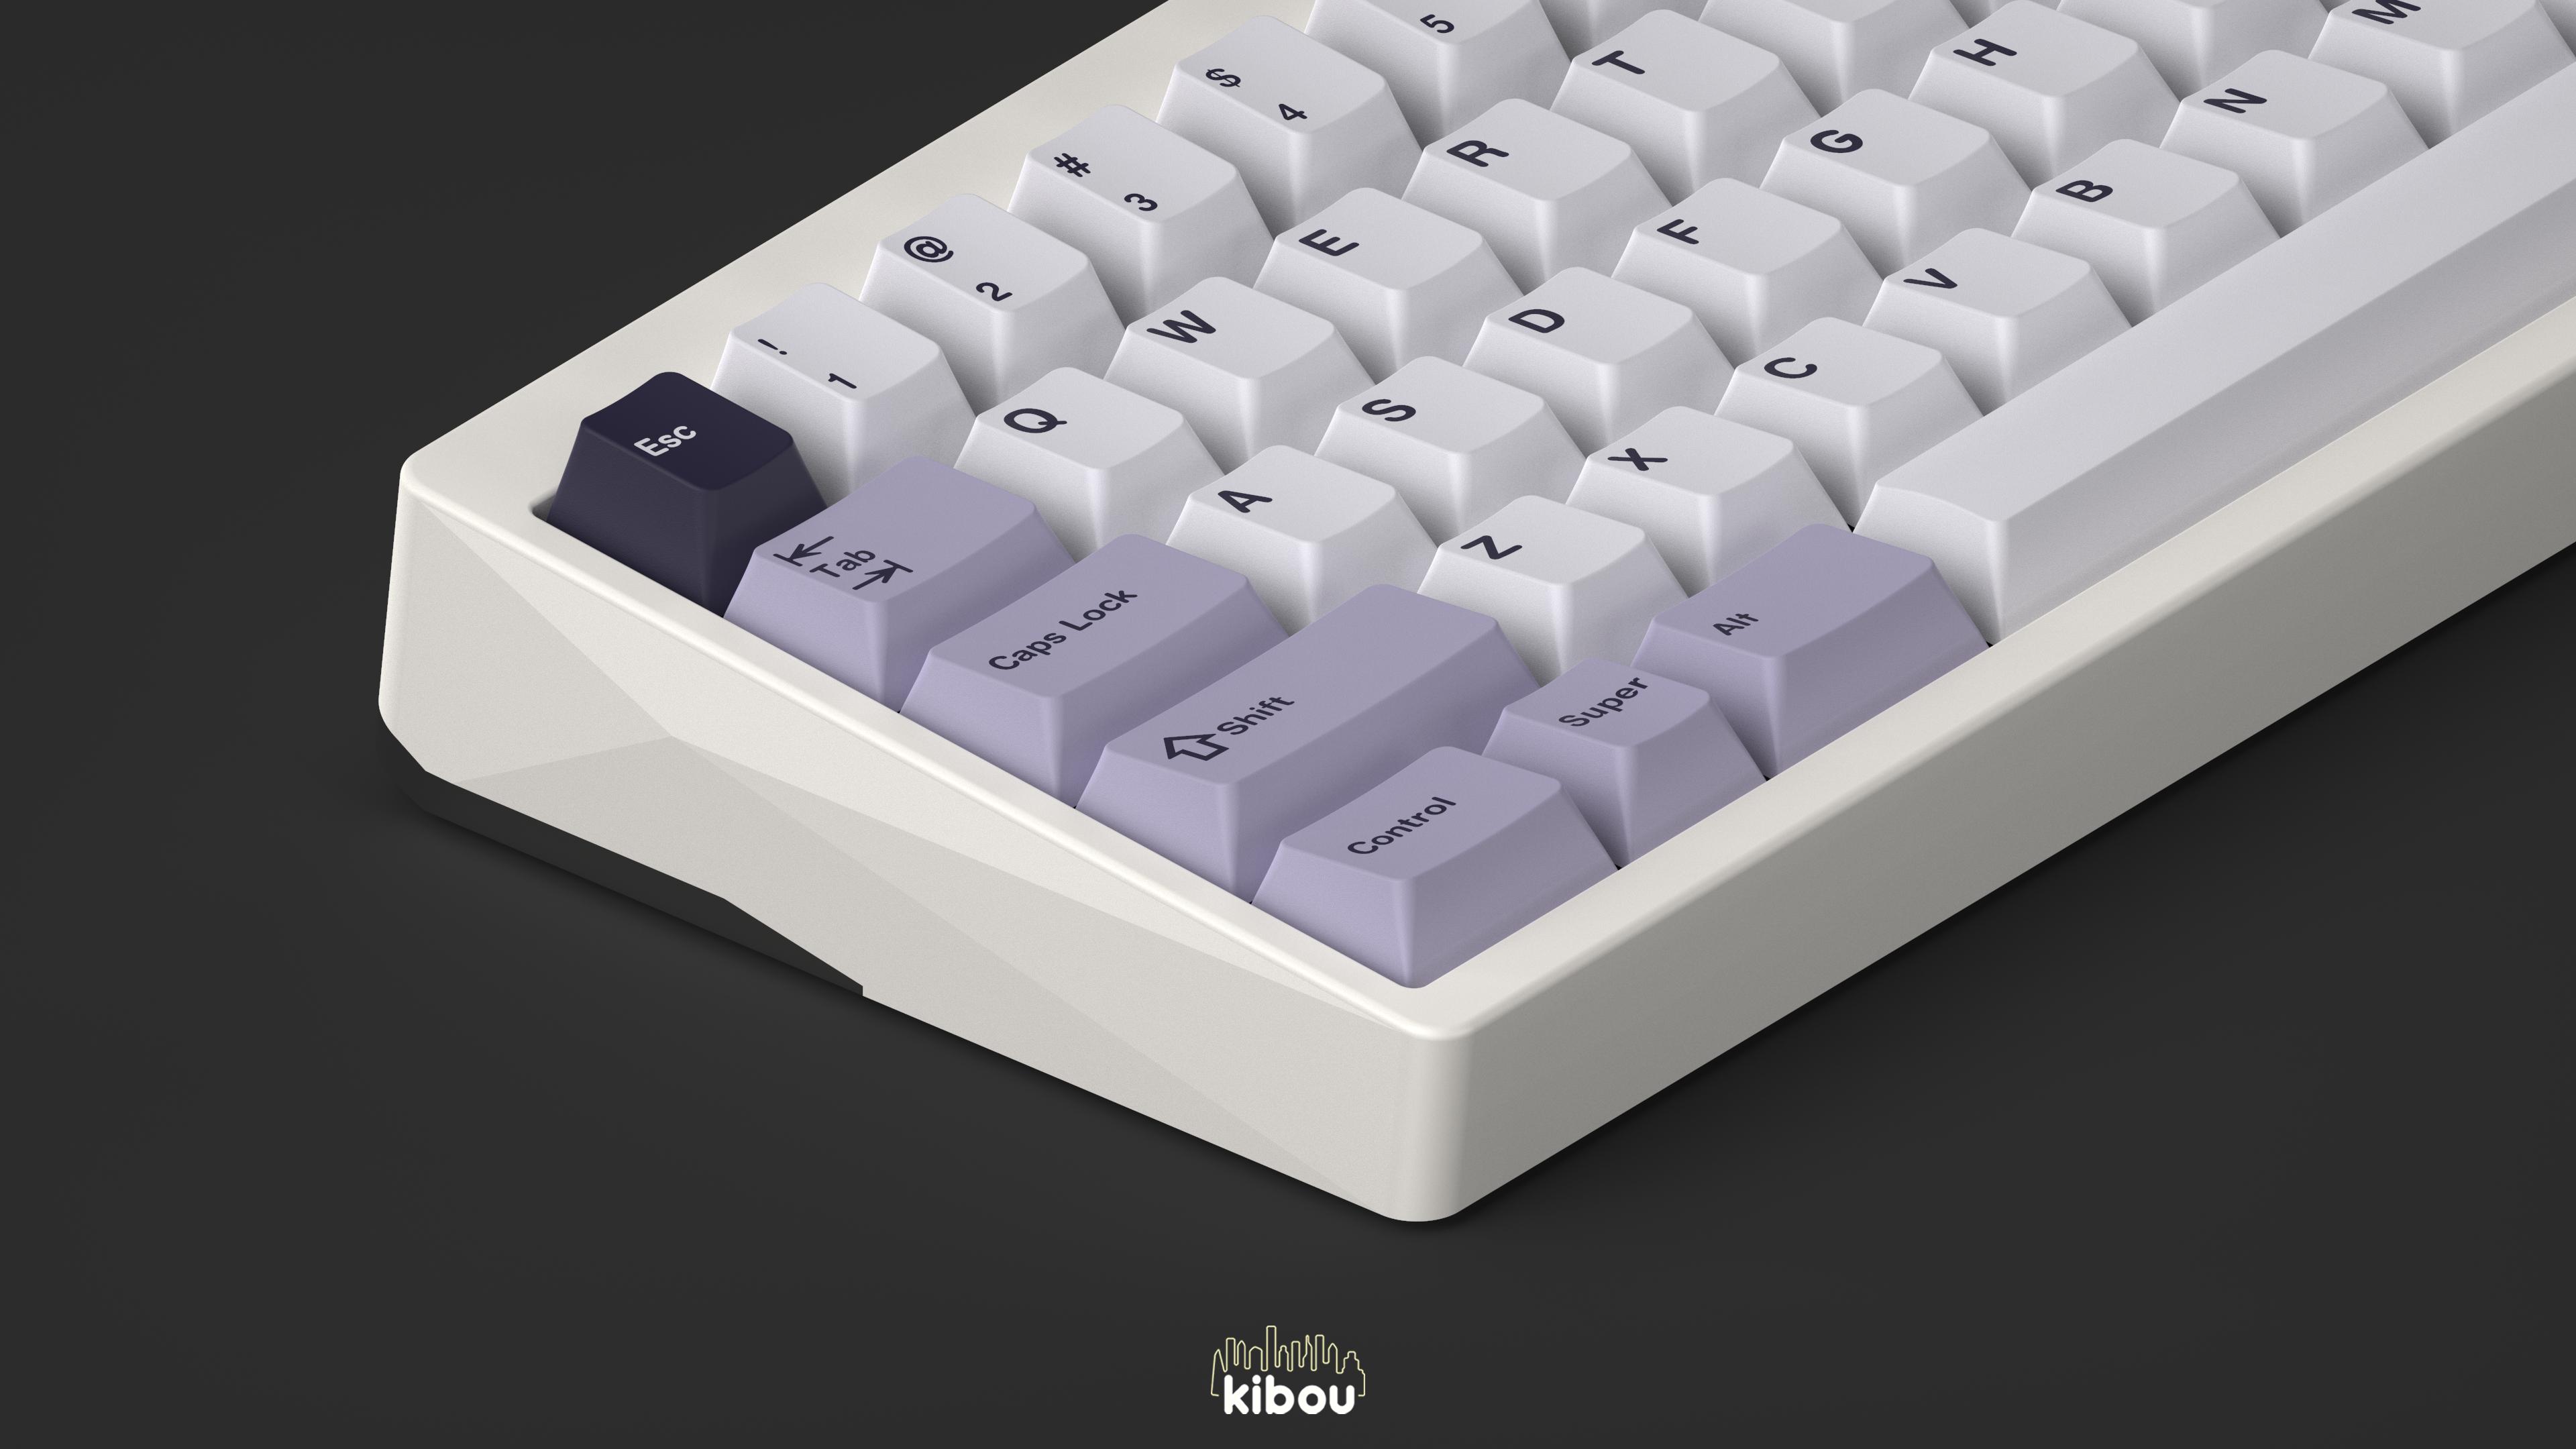 Esc
! 1
@ 2
# 3
$ 4
5
Tab
Q
W
E
R
T
Caps Lock
A
S
D
F
G
H
Shift
Z
X
C
V
B
N
M
Control
Super
Alt
kibou